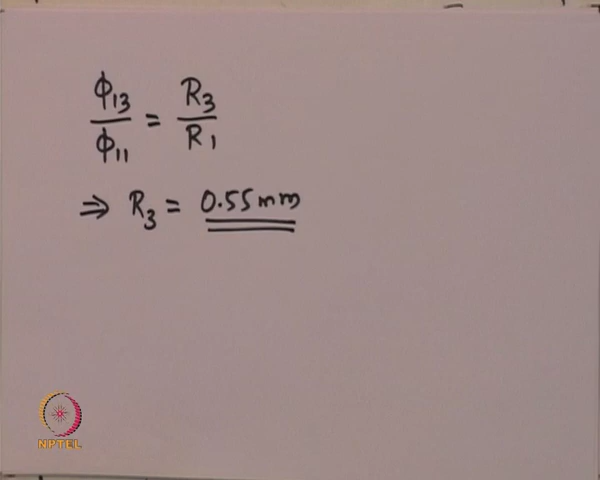 ϕ₁₃/ϕ₁₁ = R₃/R₁
⇒ R₃ = 0.55 mm
NPTEL